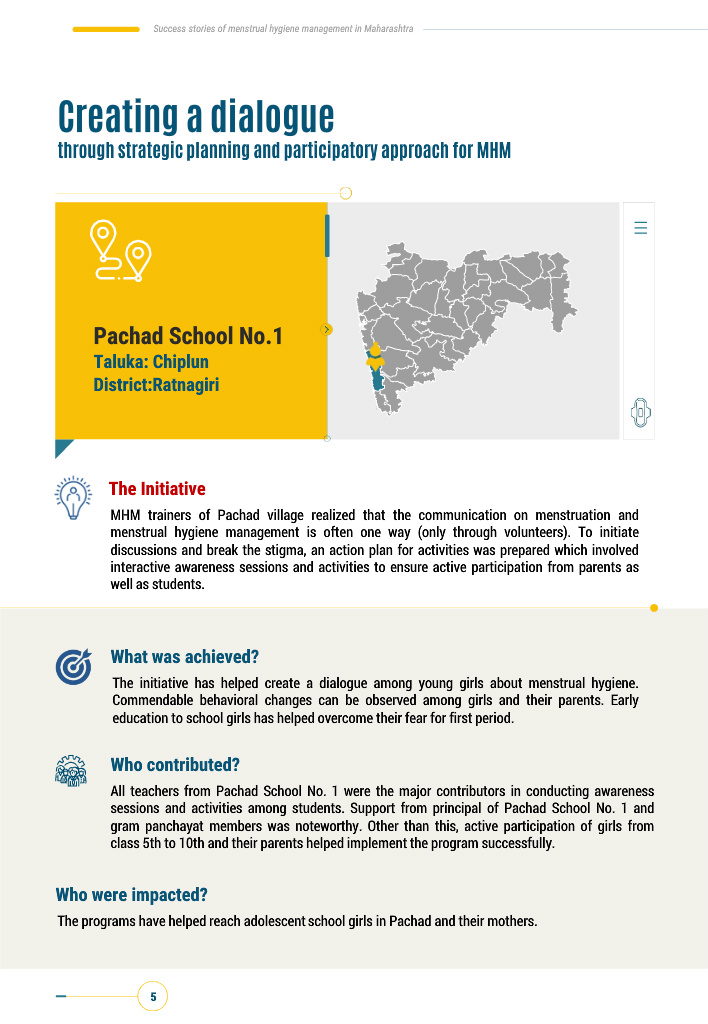 Success stories of menstrual hygiene management in Maharashtra
Creating a dialogue
through strategic planning and participatory approach for MHM
Pachad School No.1
Taluka: Chiplun
District:Ratnagiri
The Initiative
MHM trainers of Pachad village realized that the communication on menstruation and
menstrual hygiene management is often one way (only through volunteers). To initiate
discussions and break the stigma, an action plan for activities was prepared which involved
interactive awareness sessions and activities to ensure active participation from parents as
well as students.
What was achieved?
The initiative has helped create a dialogue among young girls about menstrual hygiene.
Commendable behavioral changes can be observed among girls and their parents. Early
education to school girls has helped overcome their fear for first period.
Who contributed?
All teachers from Pachad School No. 1 were the major contributors in conducting awareness
sessions and activities among students. Support from principal of Pachad School No. 1 and
gram panchayat members was noteworthy. Other than this, active participation of girls from
class 5th to 10th and their parents helped implement the program successfully.
Who were impacted?
The programs have helped reach adolescent school girls in Pachad and their mothers.
5